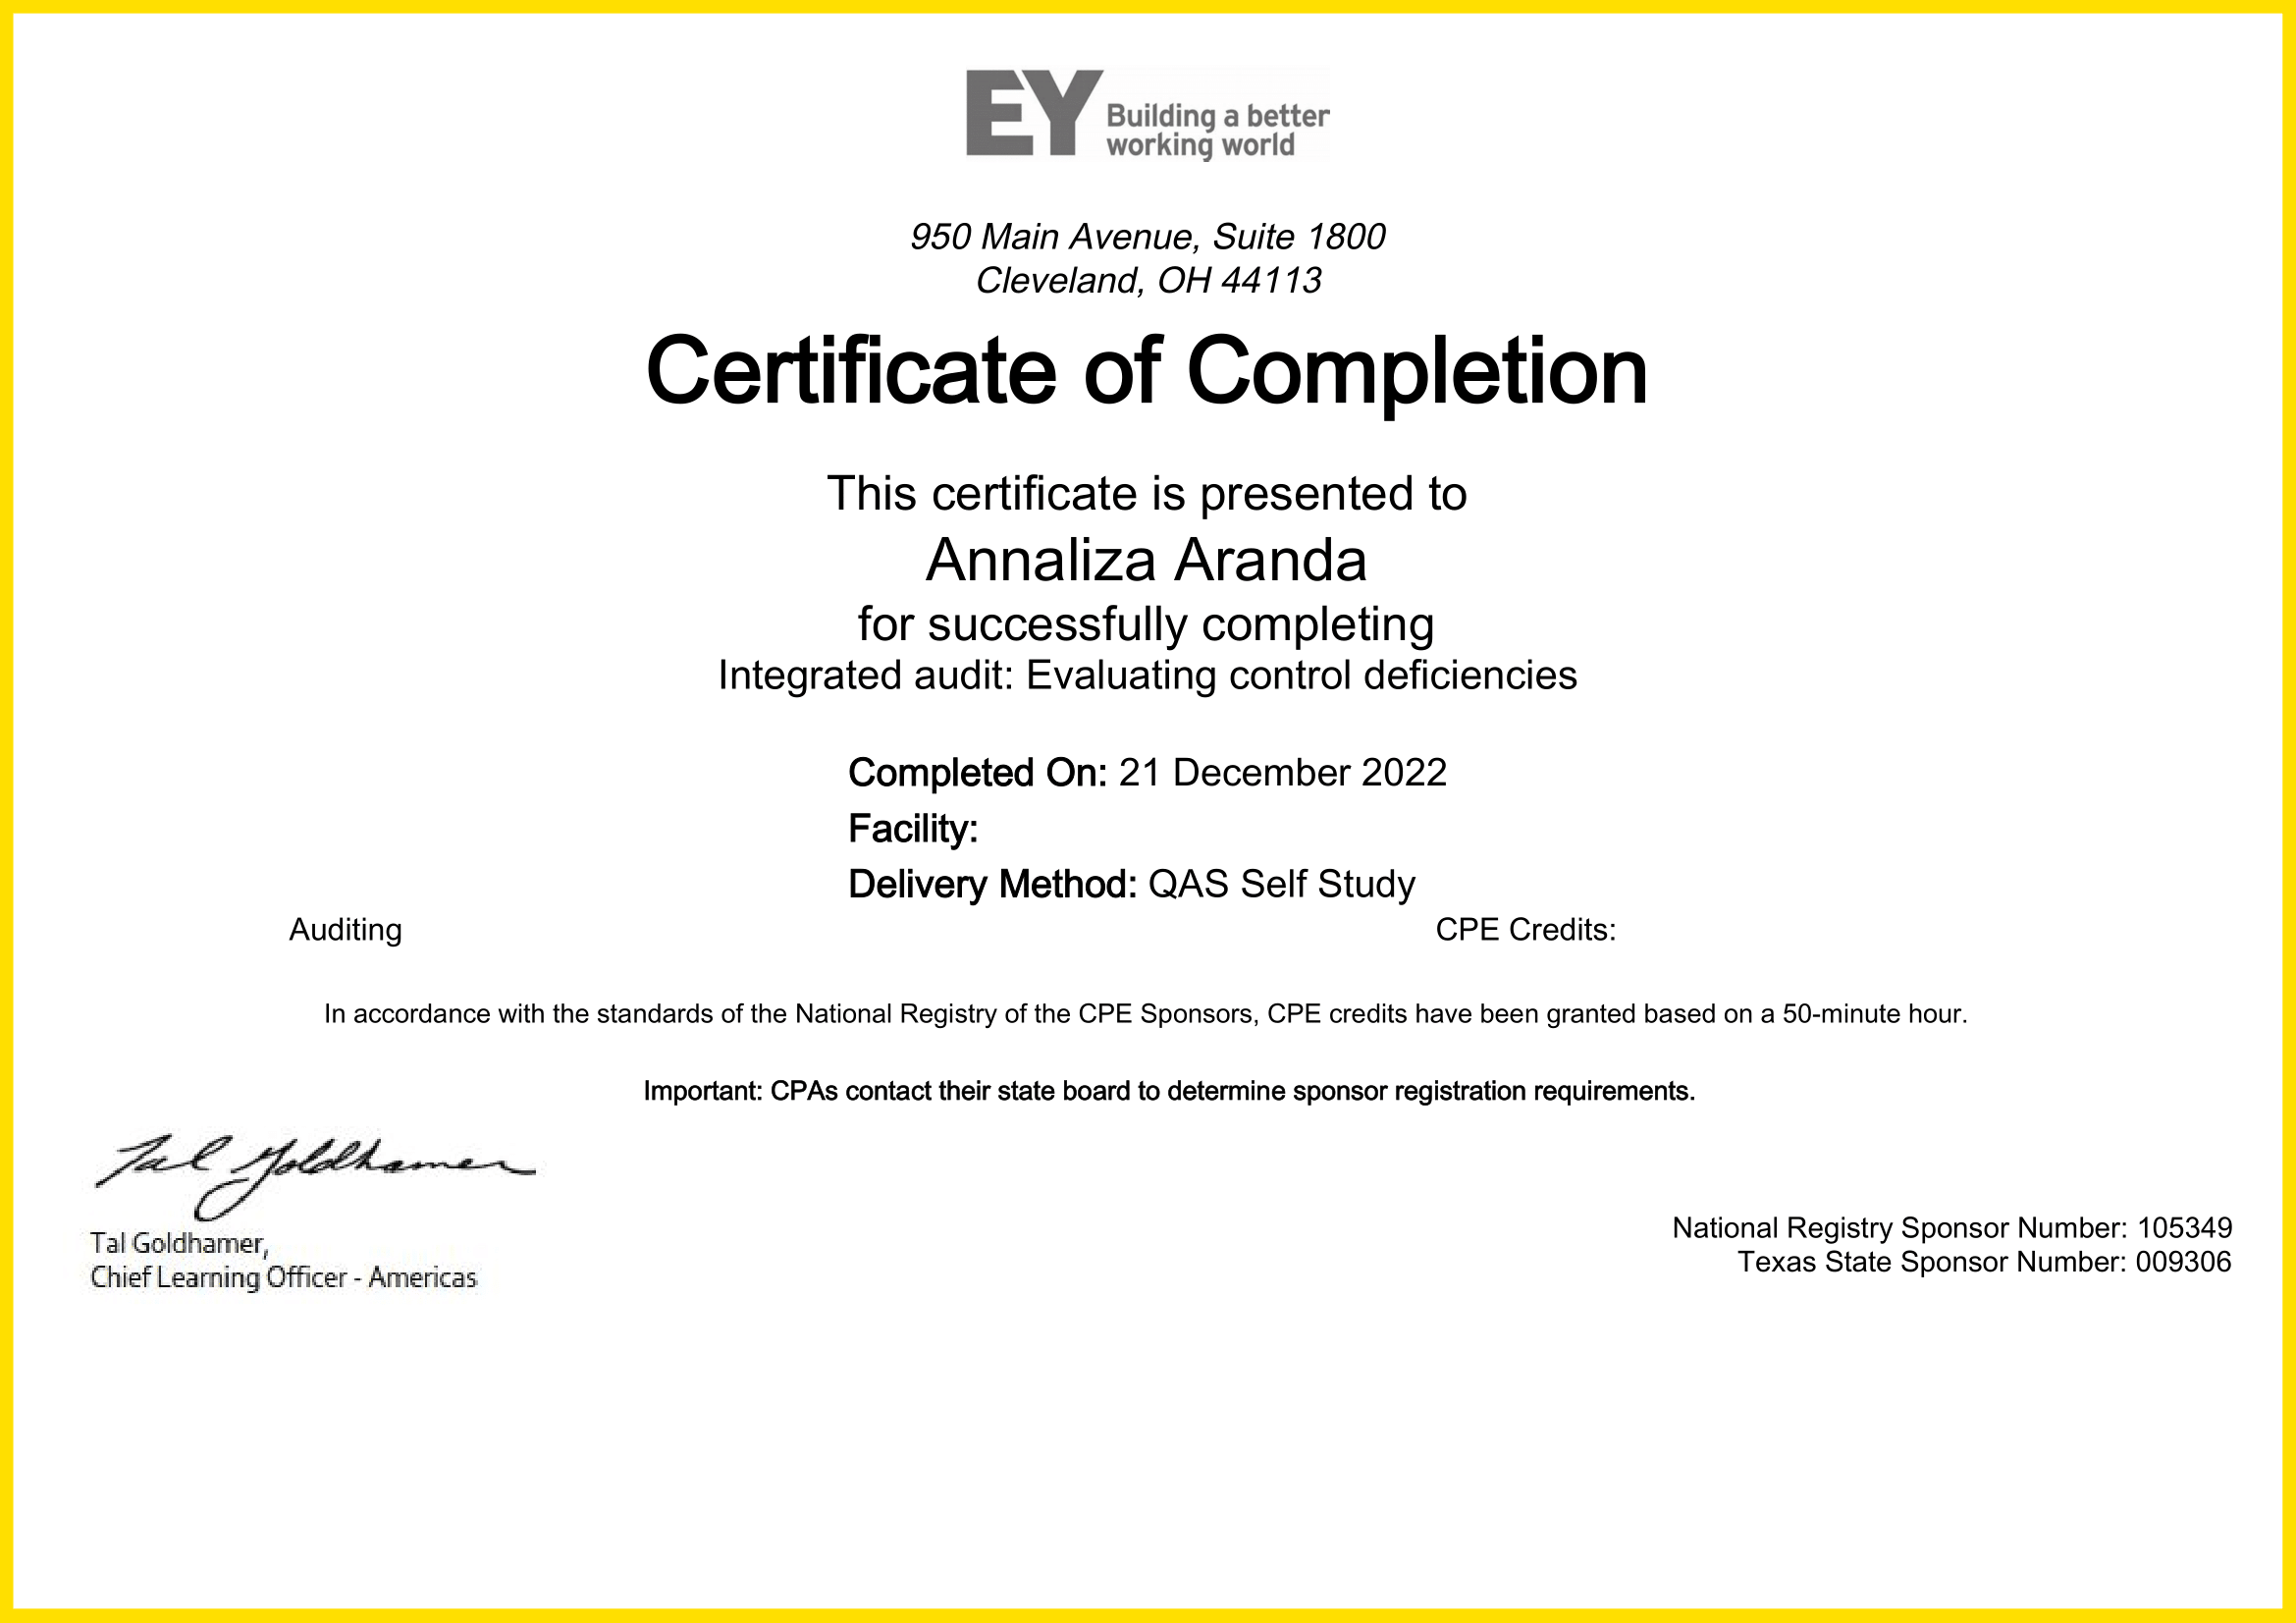 EY Building a better
working world
950 Main Avenue, Suite 1800
Cleveland, OH 44113
Certificate of Completion
This certificate is presented to
Annaliza Aranda
for successfully completing
Integrated audit: Evaluating control deficiencies
Completed On: 21 December 2022
Facility:
Delivery Method: QAS Self Study
Auditing CPE Credits:
In accordance with the standards of the National Registry of the CPE Sponsors, CPE credits have been granted based on a 50-minute hour.
Important: CPAs contact their state board to determine sponsor registration requirements.
Tal Goldhamer
Tal Goldhamer,
Chief Learning Officer - Americas
National Registry Sponsor Number: 105349
Texas State Sponsor Number: 009306